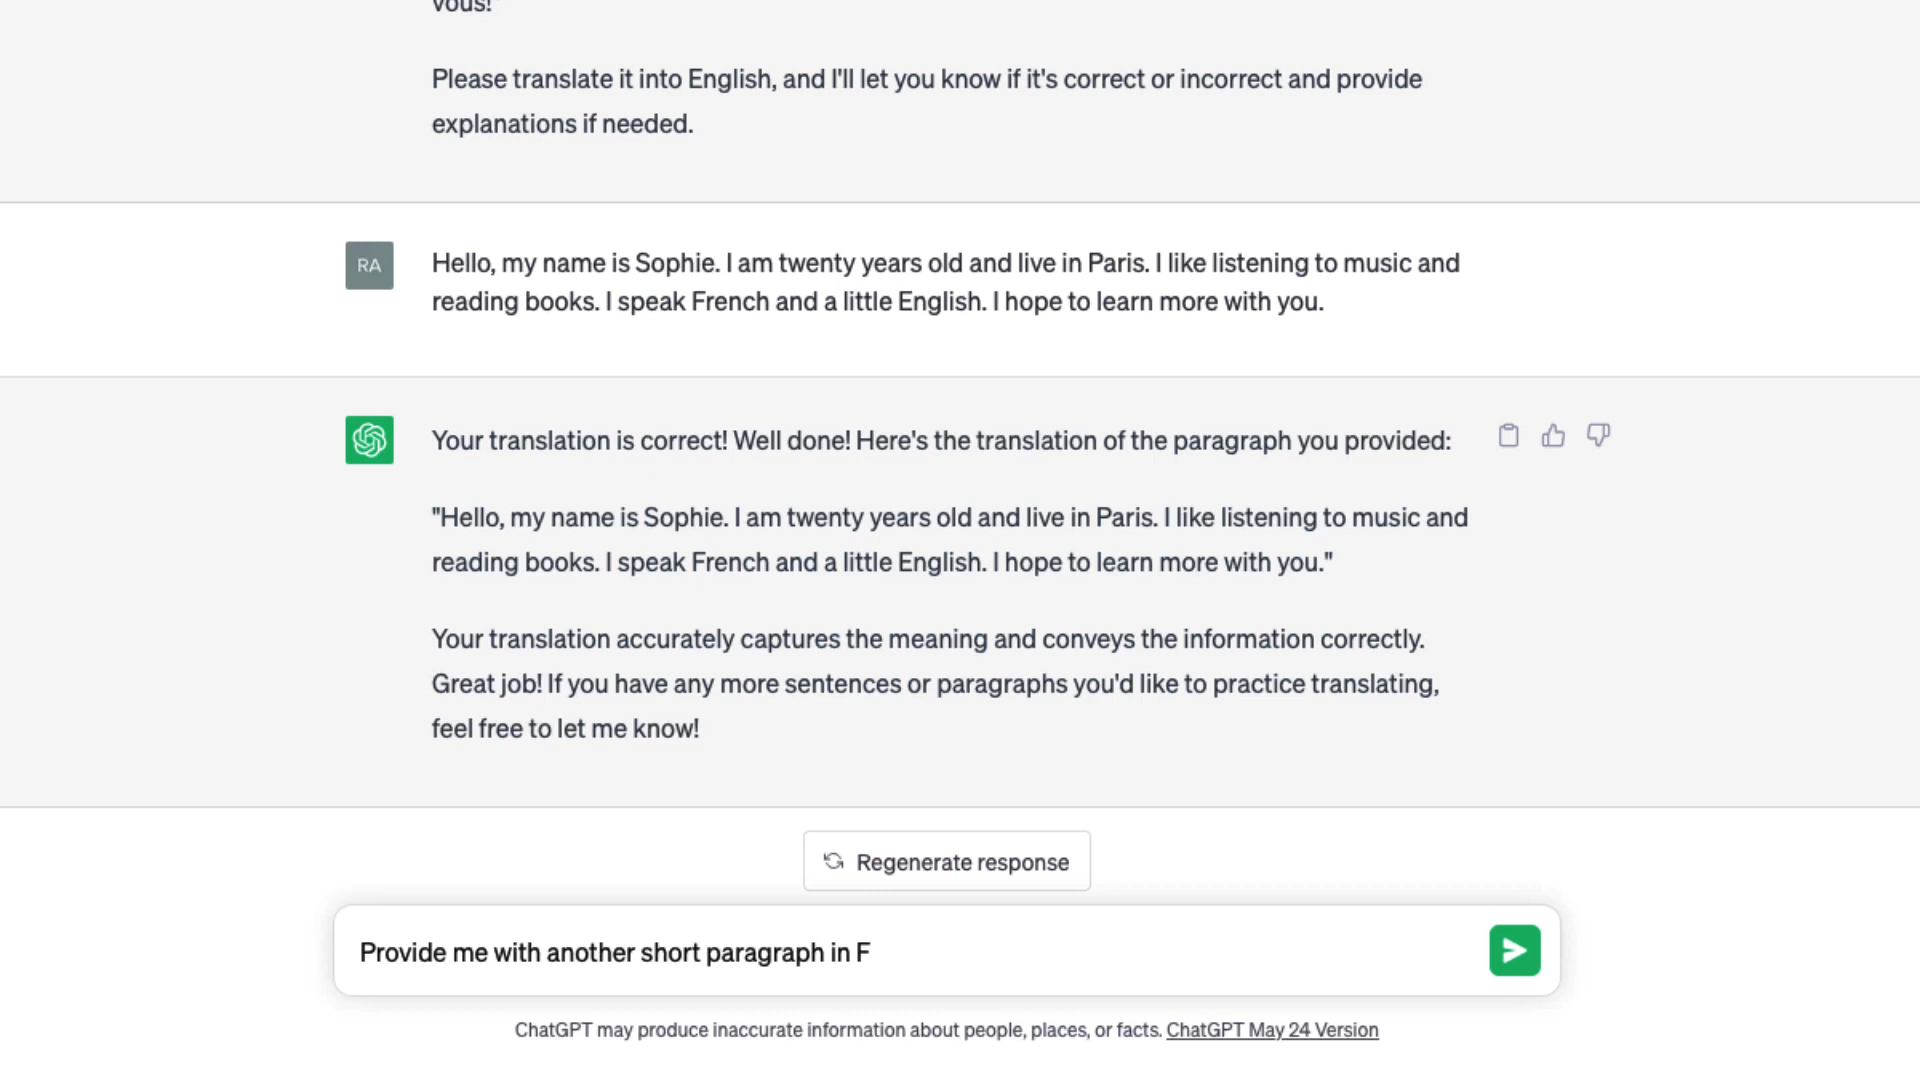 vous!"
Please translate it into English, and I'll let you know if it's correct or incorrect and provide
explanations if needed.
RA
Hello, my name is Sophie. I am twenty years old and live in Paris. I like listening to music and
reading books. I speak French and a little English. I hope to learn more with you.
Your translation is correct! Well done! Here's the translation of the paragraph you provided:
"Hello, my name is Sophie. I am twenty years old and live in Paris. I like listening to music and
reading books. I speak French and a little English. I hope to learn more with you."
Your translation accurately captures the meaning and conveys the information correctly.
Great job! If you have any more sentences or paragraphs you'd like to practice translating,
feel free to let me know!
Regenerate response
Provide me with another short paragraph in F
ChatGPT may produce inaccurate information about people, places, or facts. ChatGPT May 24 Version